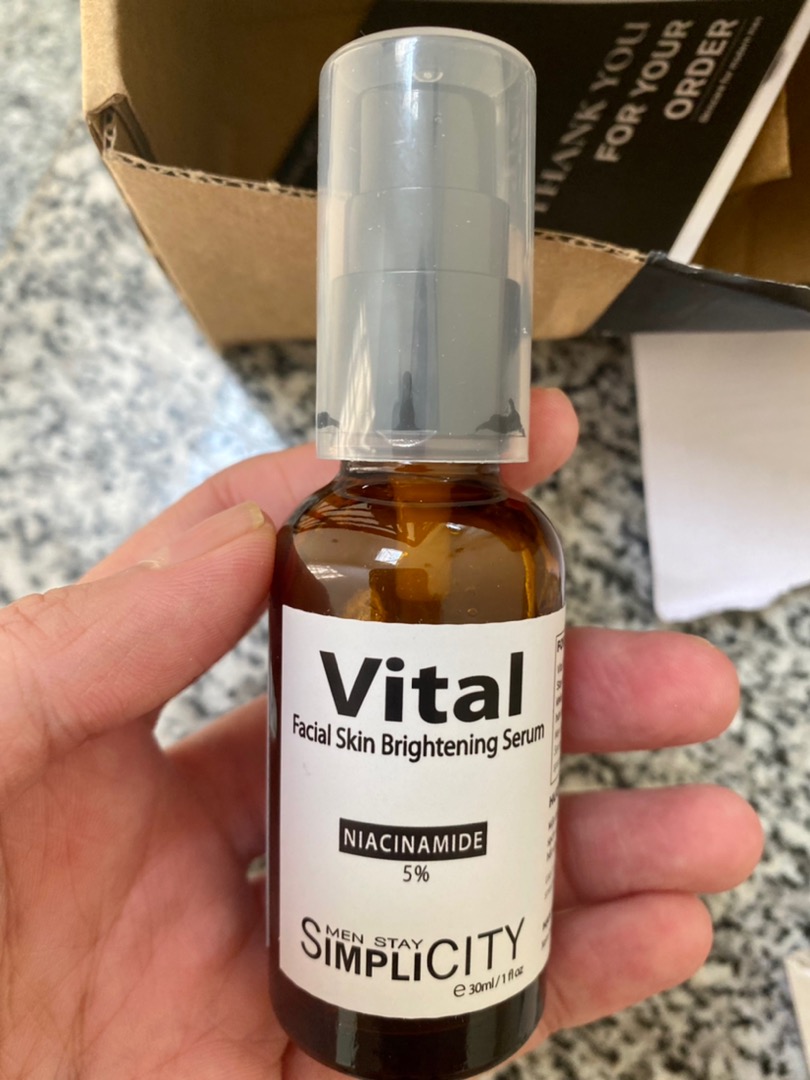 THANK YOU
FOR YOUR
ORDER
Vital
Facial Skin Brightening Serum
NIACINAMIDE
5%
MEN STAY
SIMPLICITY
e 30ml / 1 fl oz